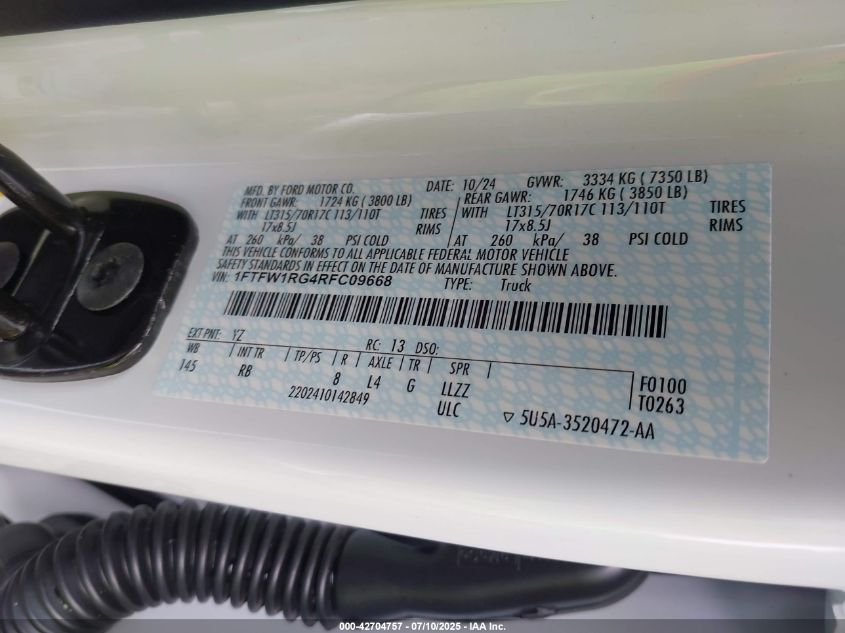 MFD. BY FORD MOTOR CO.
DATE: 10/24 GVWR: 3334 KG ( 7350 LB)
FRONT GAWR: 1724 KG ( 3800 LB) REAR GAWR: 1746 KG ( 3850 LB)
WITH LT315/70R17C 113/110T TIRES WITH LT315/70R17C 113/110T TIRES
17x8.5J RIMS 17x8.5J RIMS
AT 260 kPa/ 38 PSI COLD AT 260 kPa/ 38 PSI COLD
THIS VEHICLE CONFORMS TO ALL APPLICABLE FEDERAL MOTOR VEHICLE
SAFETY STANDARDS IN EFFECT ON THE DATE OF MANUFACTURE SHOWN ABOVE.
VIN: 1FTFW1RG4RFC09668 TYPE: Truck
EXT PNT: YZ RC: 13 DSO:
WB INT TR TP/PS R AXLE TR SPR
145 RB 8 L4 G LLZZ F0100
2202410142849 ULC T0263
5U5A-3520472-AA
000-42704757 07/10/2025 - IAA Inc.